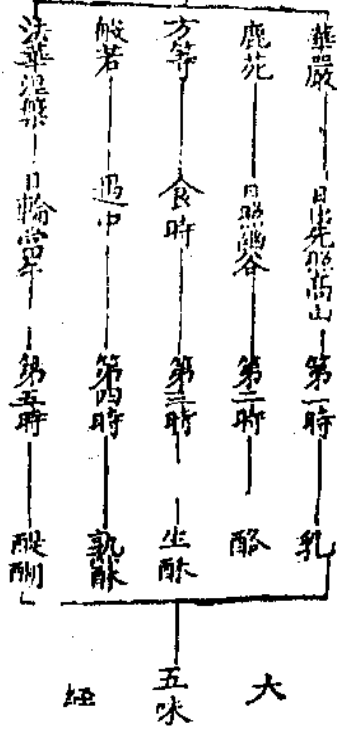 華嚴 日出先照高山 第一時 乳
鹿苑 日照幽谷 第二時 酪
方等 食時 第三時 生酥
般若 中 第四時 孰酥
法華涅槃 日輪當午 第五時 醍醐
大
五味
經